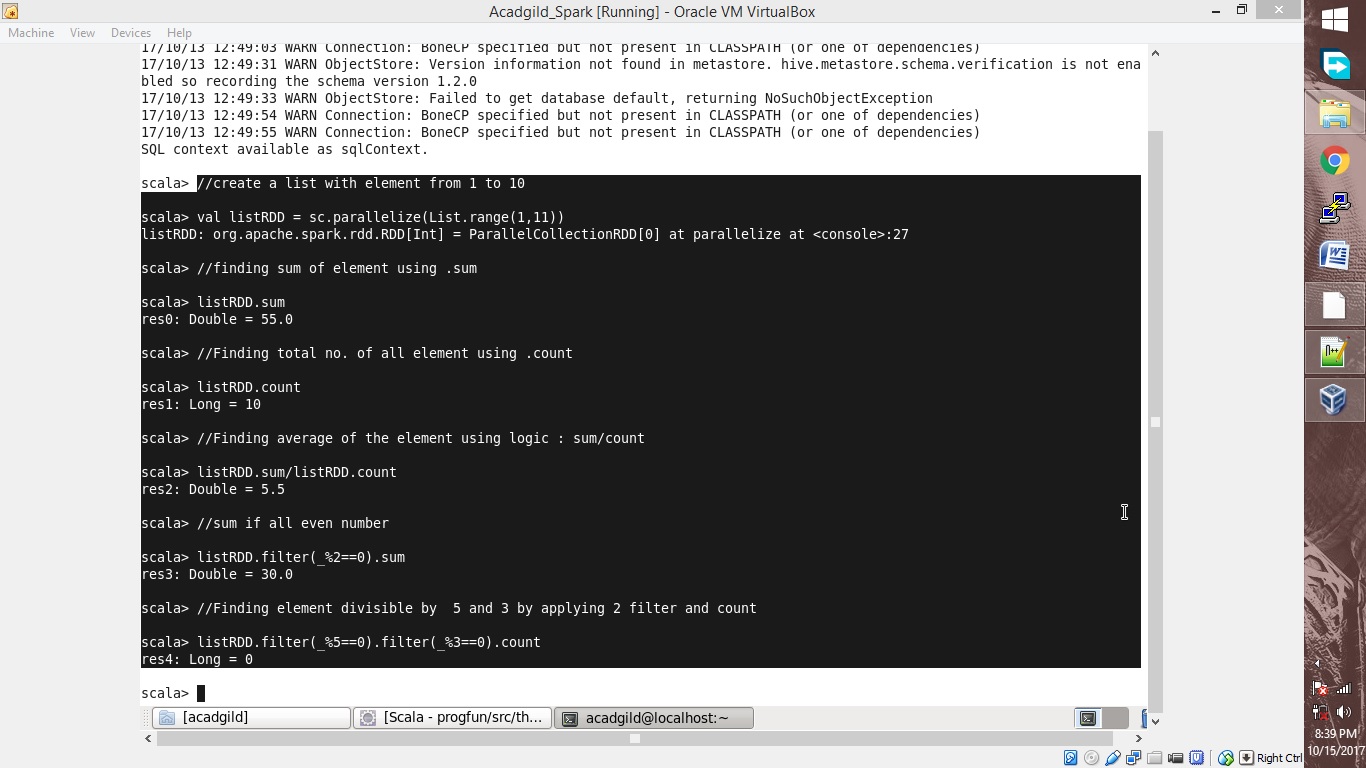 Acadgild_Spark [Running] - Oracle VM VirtualBox
Machine View Devices Help
17/10/13 12:49:03 WARN Connection: BoneCP specified but not present in CLASSPATH (or one of dependencies)
17/10/13 12:49:31 WARN ObjectStore: Version information not found in metastore. hive.metastore.schema.verification is not ena
bled so recording the schema version 1.2.0
17/10/13 12:49:33 WARN ObjectStore: Failed to get database default, returning NoSuchObjectException
17/10/13 12:49:54 WARN Connection: BoneCP specified but not present in CLASSPATH (or one of dependencies)
17/10/13 12:49:55 WARN Connection: BoneCP specified but not present in CLASSPATH (or one of dependencies)
SQL context available as sqlContext.
scala> //create a list with element from 1 to 10
scala> val listRDD = sc.parallelize(List.range(1,11))
listRDD: org.apache.spark.rdd.RDD[Int] = ParallelCollectionRDD[0] at parallelize at <console>:27
scala> //finding sum of element using .sum
scala> listRDD.sum
res0: Double = 55.0
scala> //Finding total no. of all element using .count
scala> listRDD.count
res1: Long = 10
scala> //Finding average of the element using logic : sum/count
scala> listRDD.sum/listRDD.count
res2: Double = 5.5
scala> //sum if all even number
scala> listRDD.filter(_%2==0).sum
res3: Double = 30.0
scala> //Finding element divisible by  5 and 3 by applying 2 filter and count
scala> listRDD.filter(_%5==0).filter(_%3==0).count
res4: Long = 0
scala>
[acadgild] [Scala - progfun/src/th... acadgild@localhost:~
Right Ctrl
8:39 PM
10/15/2017